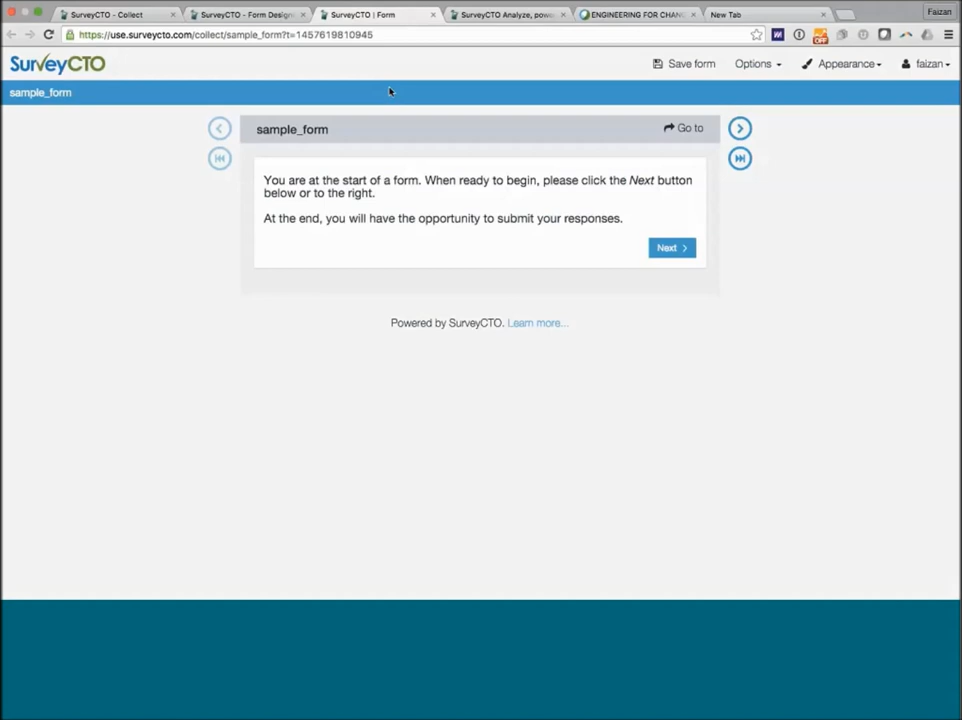 SurveyCTO - Collect
SurveyCTO - Form Designe
SurveyCTO | Form
SurveyCTO Analyze, powe
ENGINEERING FOR CHAN
New Tab
Faizan
https://use.surveycto.com/collect/sample_form?t=1457619810945
OFF
SurveyCTO
Save form
Options
Appearance
faizan
sample_form
sample_form
Go to
You are at the start of a form. When ready to begin, please click the Next button
below or to the right.
At the end, you will have the opportunity to submit your responses.
Next
Powered by SurveyCTO. Learn more...